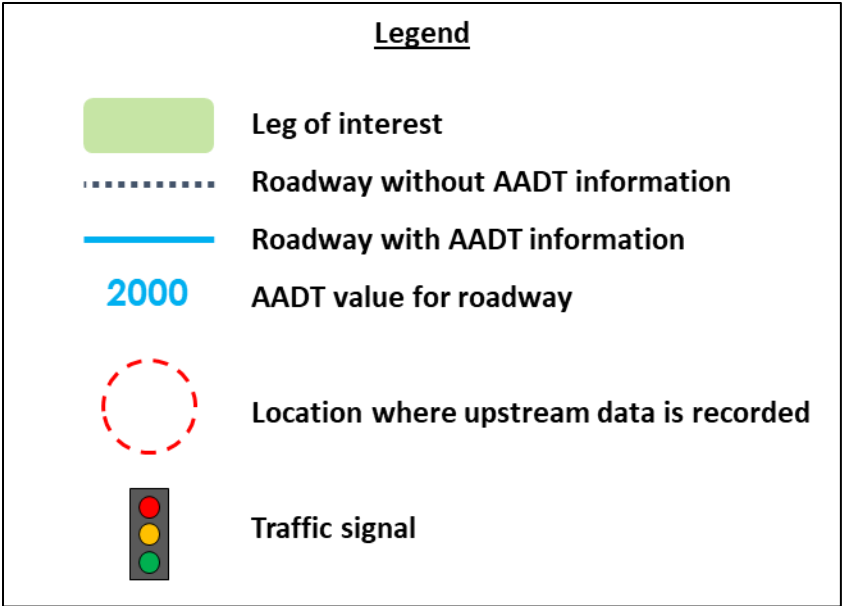 Legend
Leg of interest
Roadway without AADT information
Roadway with AADT information
2000
AADT value for roadway
Location where upstream data is recorded
Traffic signal